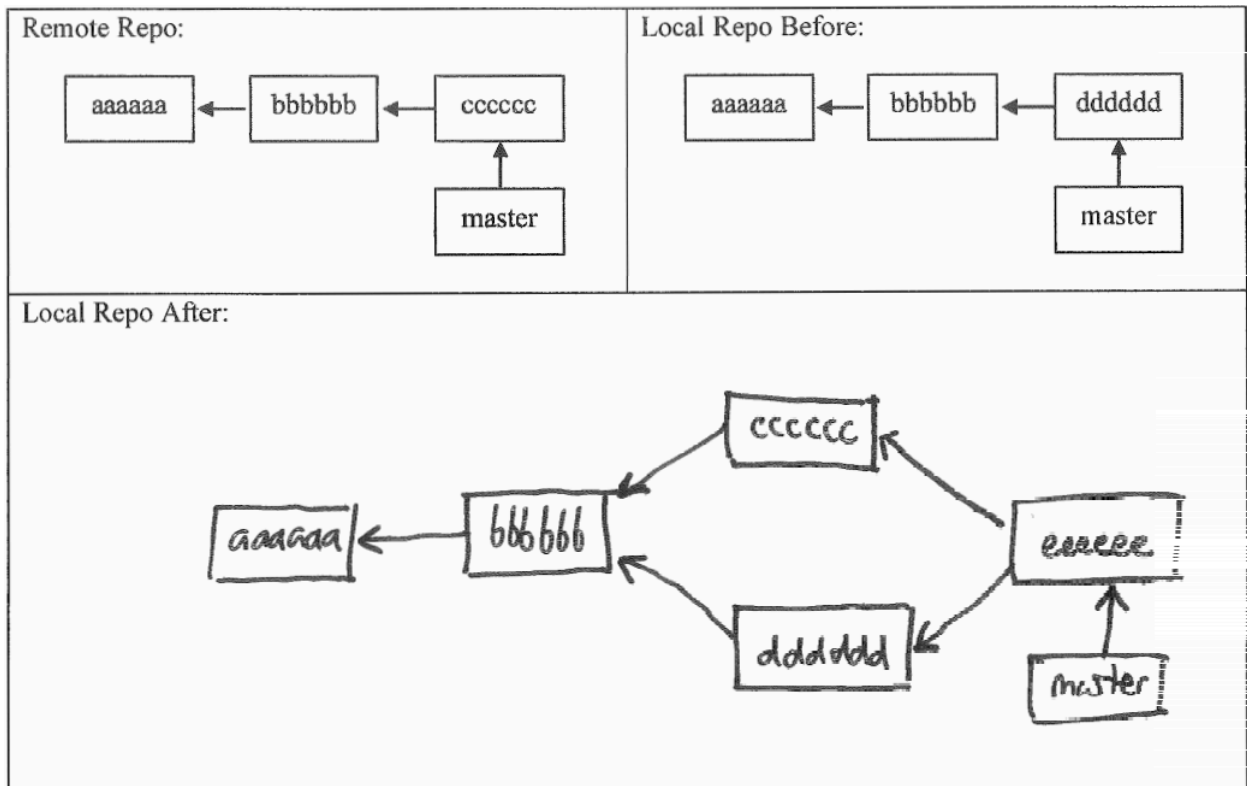 Remote Repo:
aaaaaa bbbbbb cccccc
master
Local Repo Before:
aaaaaa bbbbbb dddddd
master
Local Repo After:
cccccc
aaaaaa bbbbbb eeeeee
dddddd
master